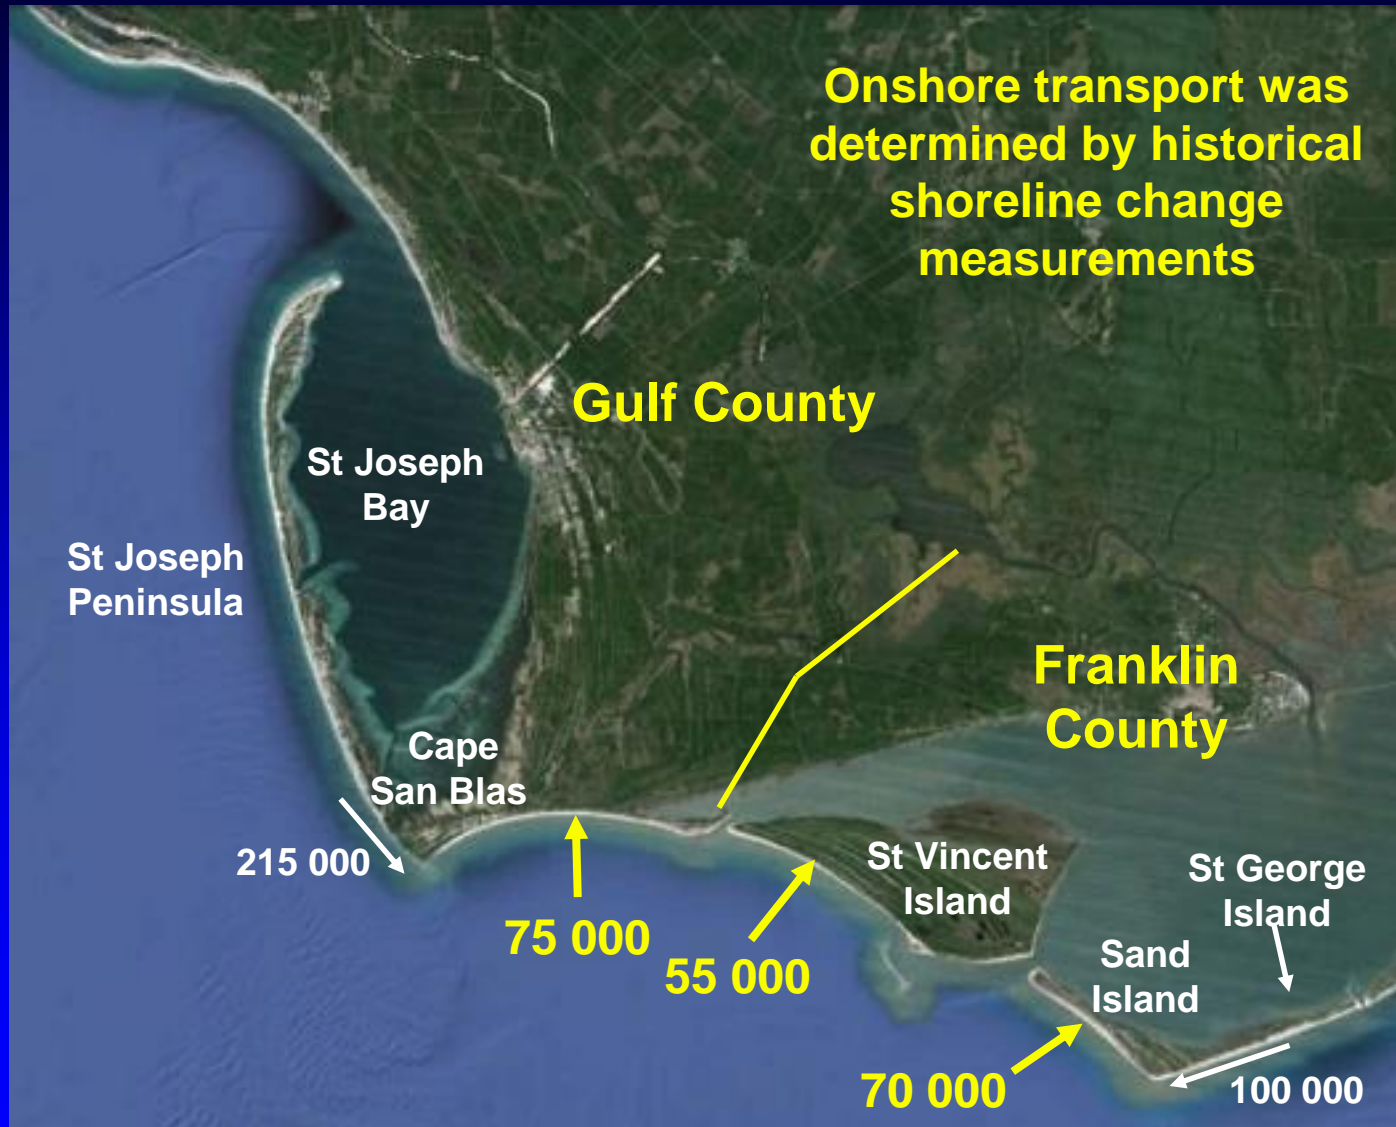 Onshore transport was
determined by historical
shoreline change
measurements
Gulf County
St Joseph
Bay
St Joseph
Peninsula
Franklin
County
Cape
San Blas
215 000
St Vincent
Island
St George
Island
75 000
55 000
Sand
Island
70 000
100 000